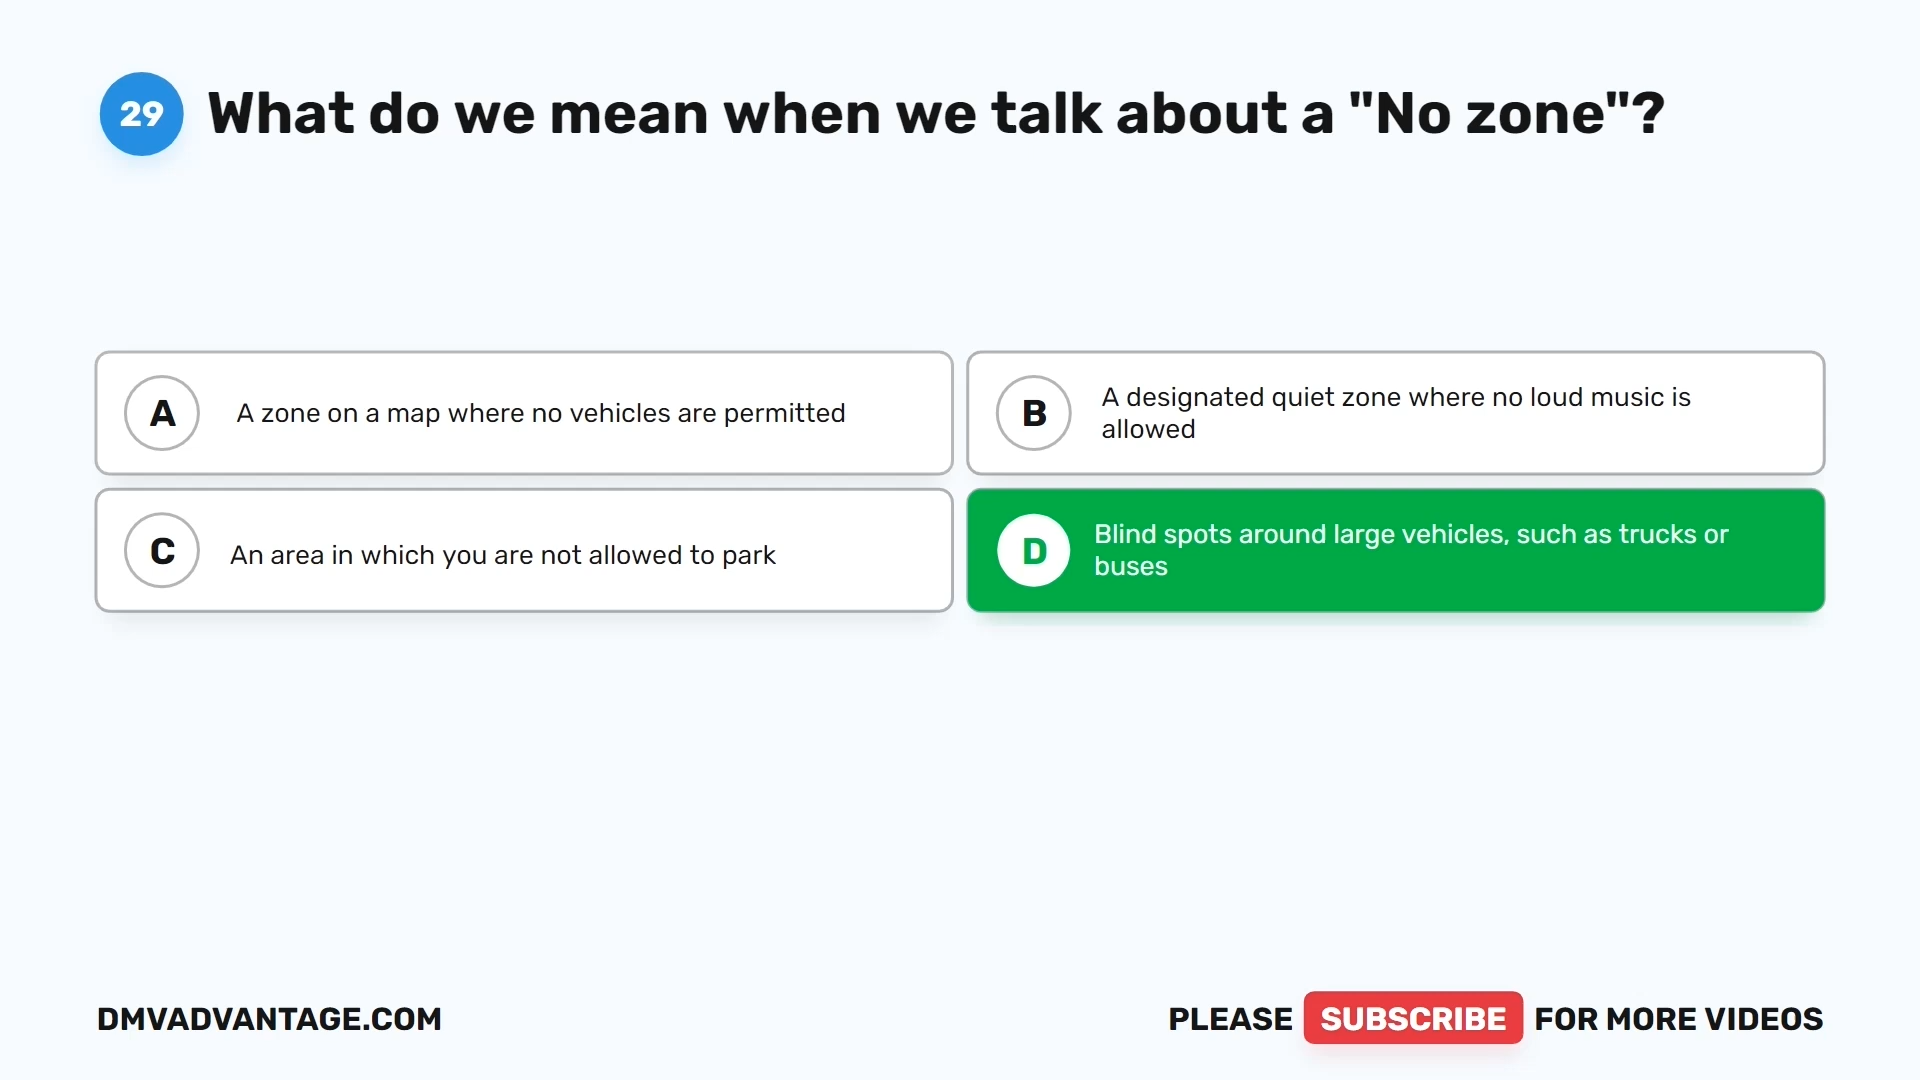 29 What do we mean when we talk about a "No zone"?
A A zone on a map where no vehicles are permitted
B A designated quiet zone where no loud music is
allowed
C An area in which you are not allowed to park
D Blind spots around large vehicles, such as trucks or
buses
DMVADVANTAGE.COM
PLEASE SUBSCRIBE FOR MORE VIDEOS